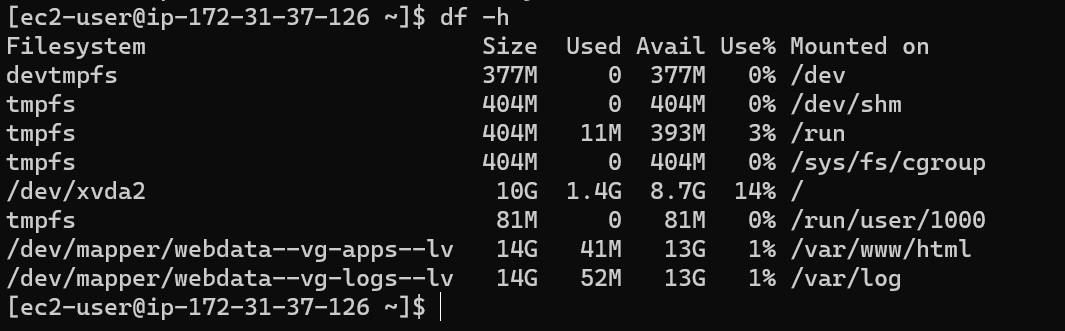 [ec2-user@ip-172-31-37-126 ~]$ df -h
Filesystem                        Size  Used Avail Use% Mounted on
devtmpfs                          377M     0  377M   0% /dev
tmpfs                             404M     0  404M   0% /dev/shm
tmpfs                             404M   11M  393M   3% /run
tmpfs                             404M     0  404M   0% /sys/fs/cgroup
/dev/xvda2                         10G  1.4G  8.7G  14% /
tmpfs                              81M     0   81M   0% /run/user/1000
/dev/mapper/webdata--vg-apps--lv   14G   41M   13G   1% /var/www/html
/dev/mapper/webdata--vg-logs--lv   14G   52M   13G   1% /var/log
[ec2-user@ip-172-31-37-126 ~]$